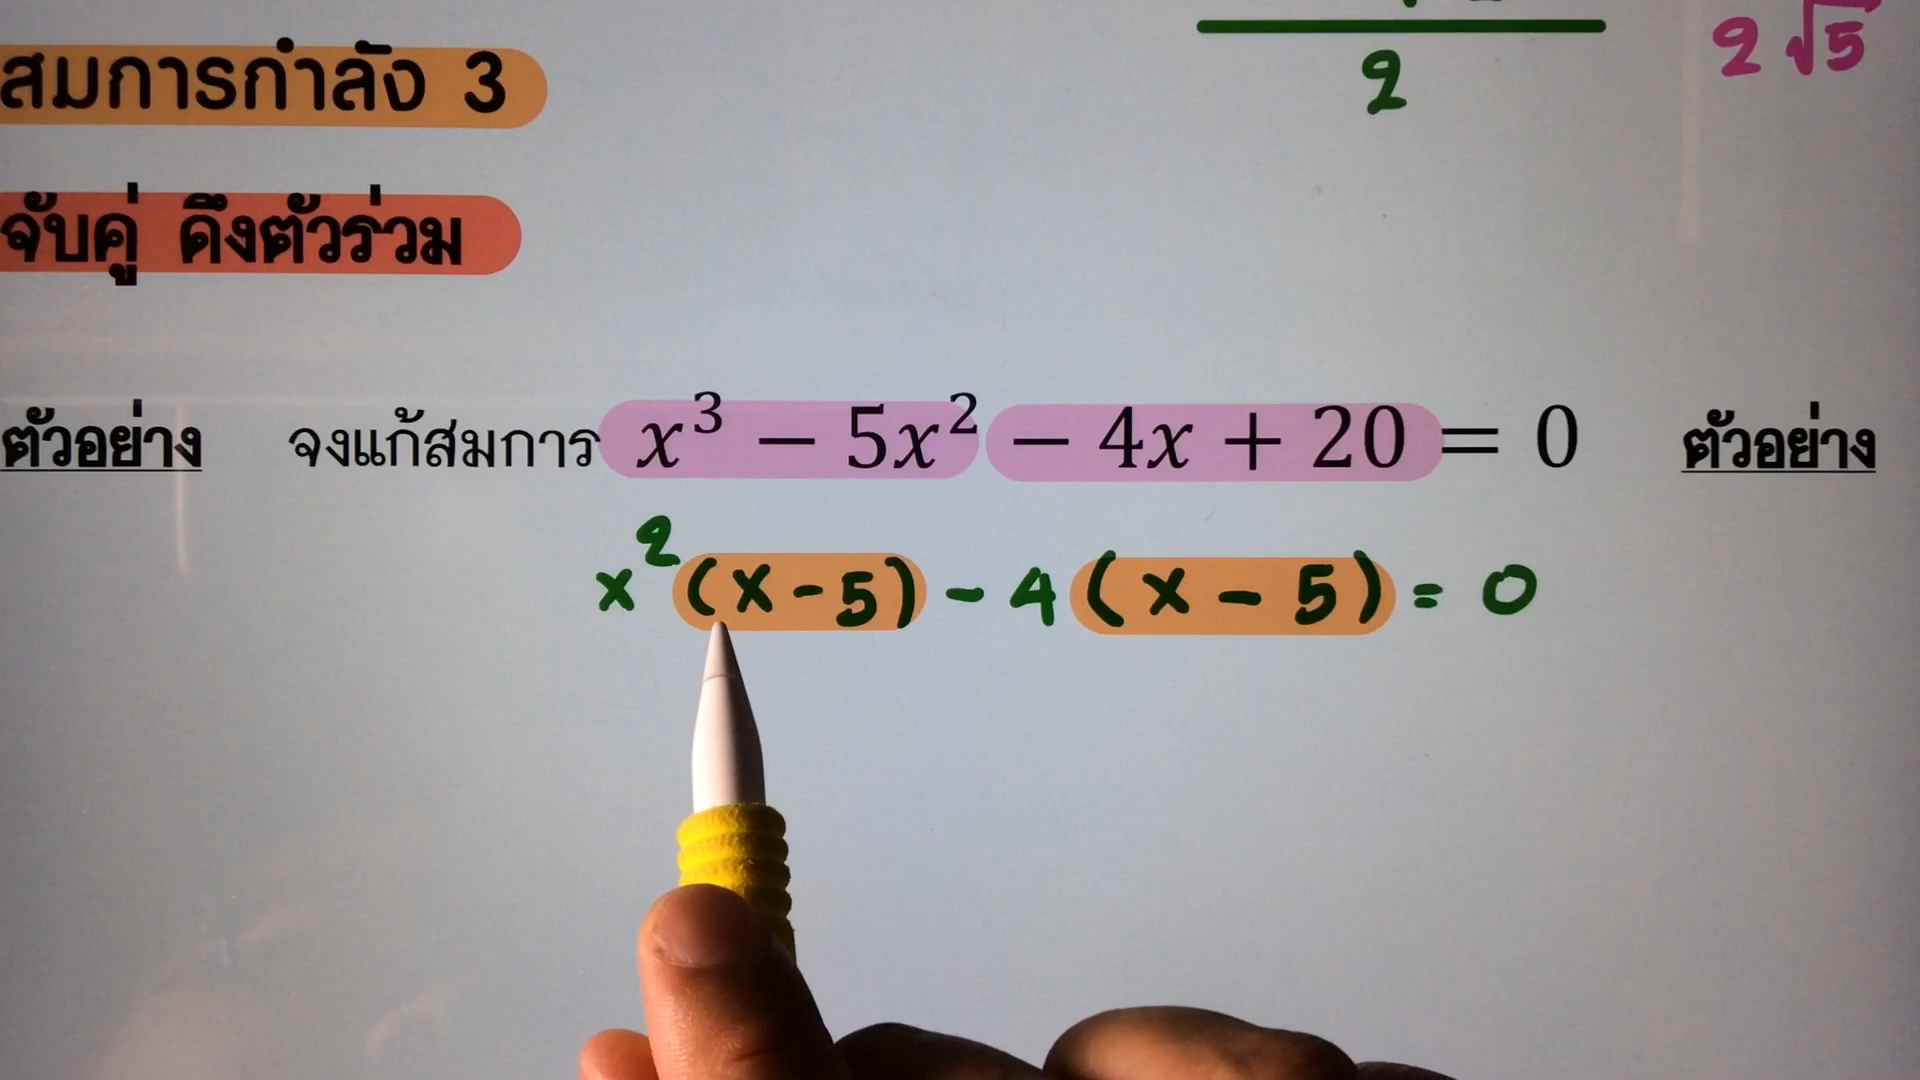 2
2√5
สมการกำลัง 3
จับคู่ ดึงตัวร่วม
ตัวอย่าง จงแก้สมการ x³ − 5x² − 4x + 20 = 0 ตัวอย่าง
x²(x-5) - 4(x-5) = 0